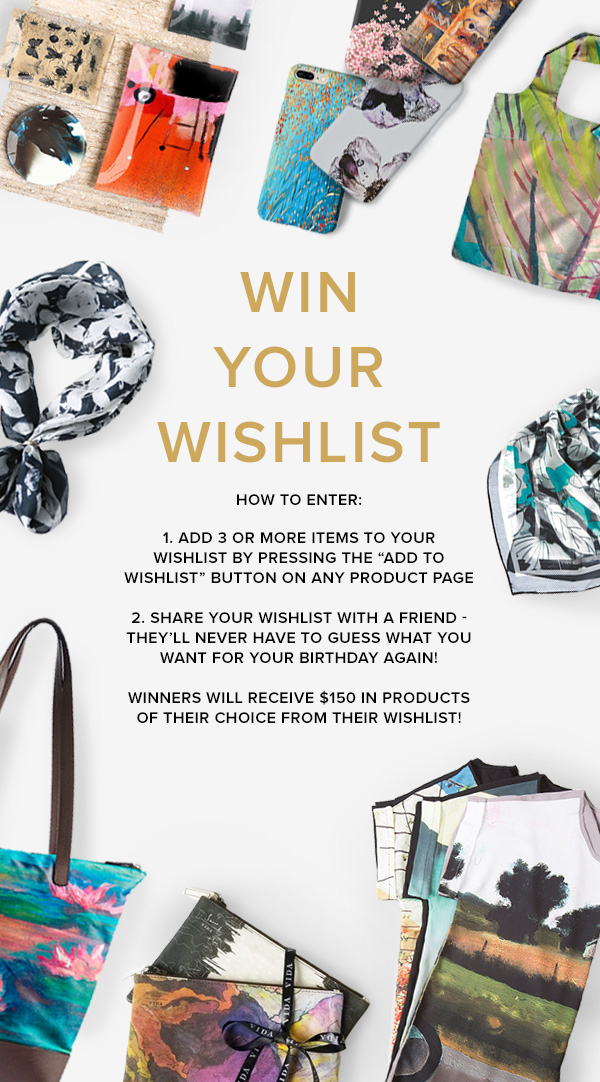 WIN
YOUR
WISHLIST
HOW TO ENTER:
1. ADD 3 OR MORE ITEMS TO YOUR
WISHLIST BY PRESSING THE “ADD TO
WISHLIST” BUTTON ON ANY PRODUCT PAGE
2. SHARE YOUR WISHLIST WITH A FRIEND -
THEY’LL NEVER HAVE TO GUESS WHAT YOU
WANT FOR YOUR BIRTHDAY AGAIN!
WINNERS WILL RECEIVE $150 IN PRODUCTS
OF THEIR CHOICE FROM THEIR WISHLIST!
VIDA
VIDA
VIDA
VIDA